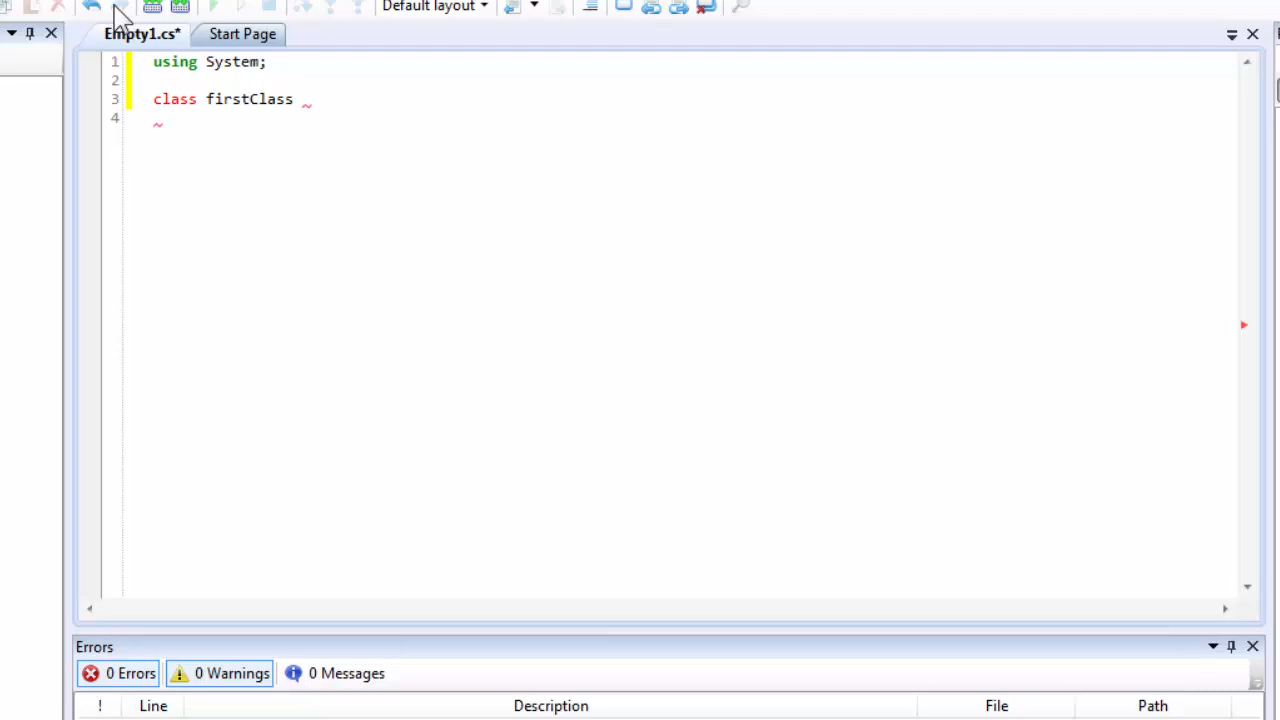 Default layout
Empty1.cs* Start Page
1 using System;
2
3 class firstClass
4
Errors
0 Errors 0 Warnings 0 Messages
! Line Description File Path